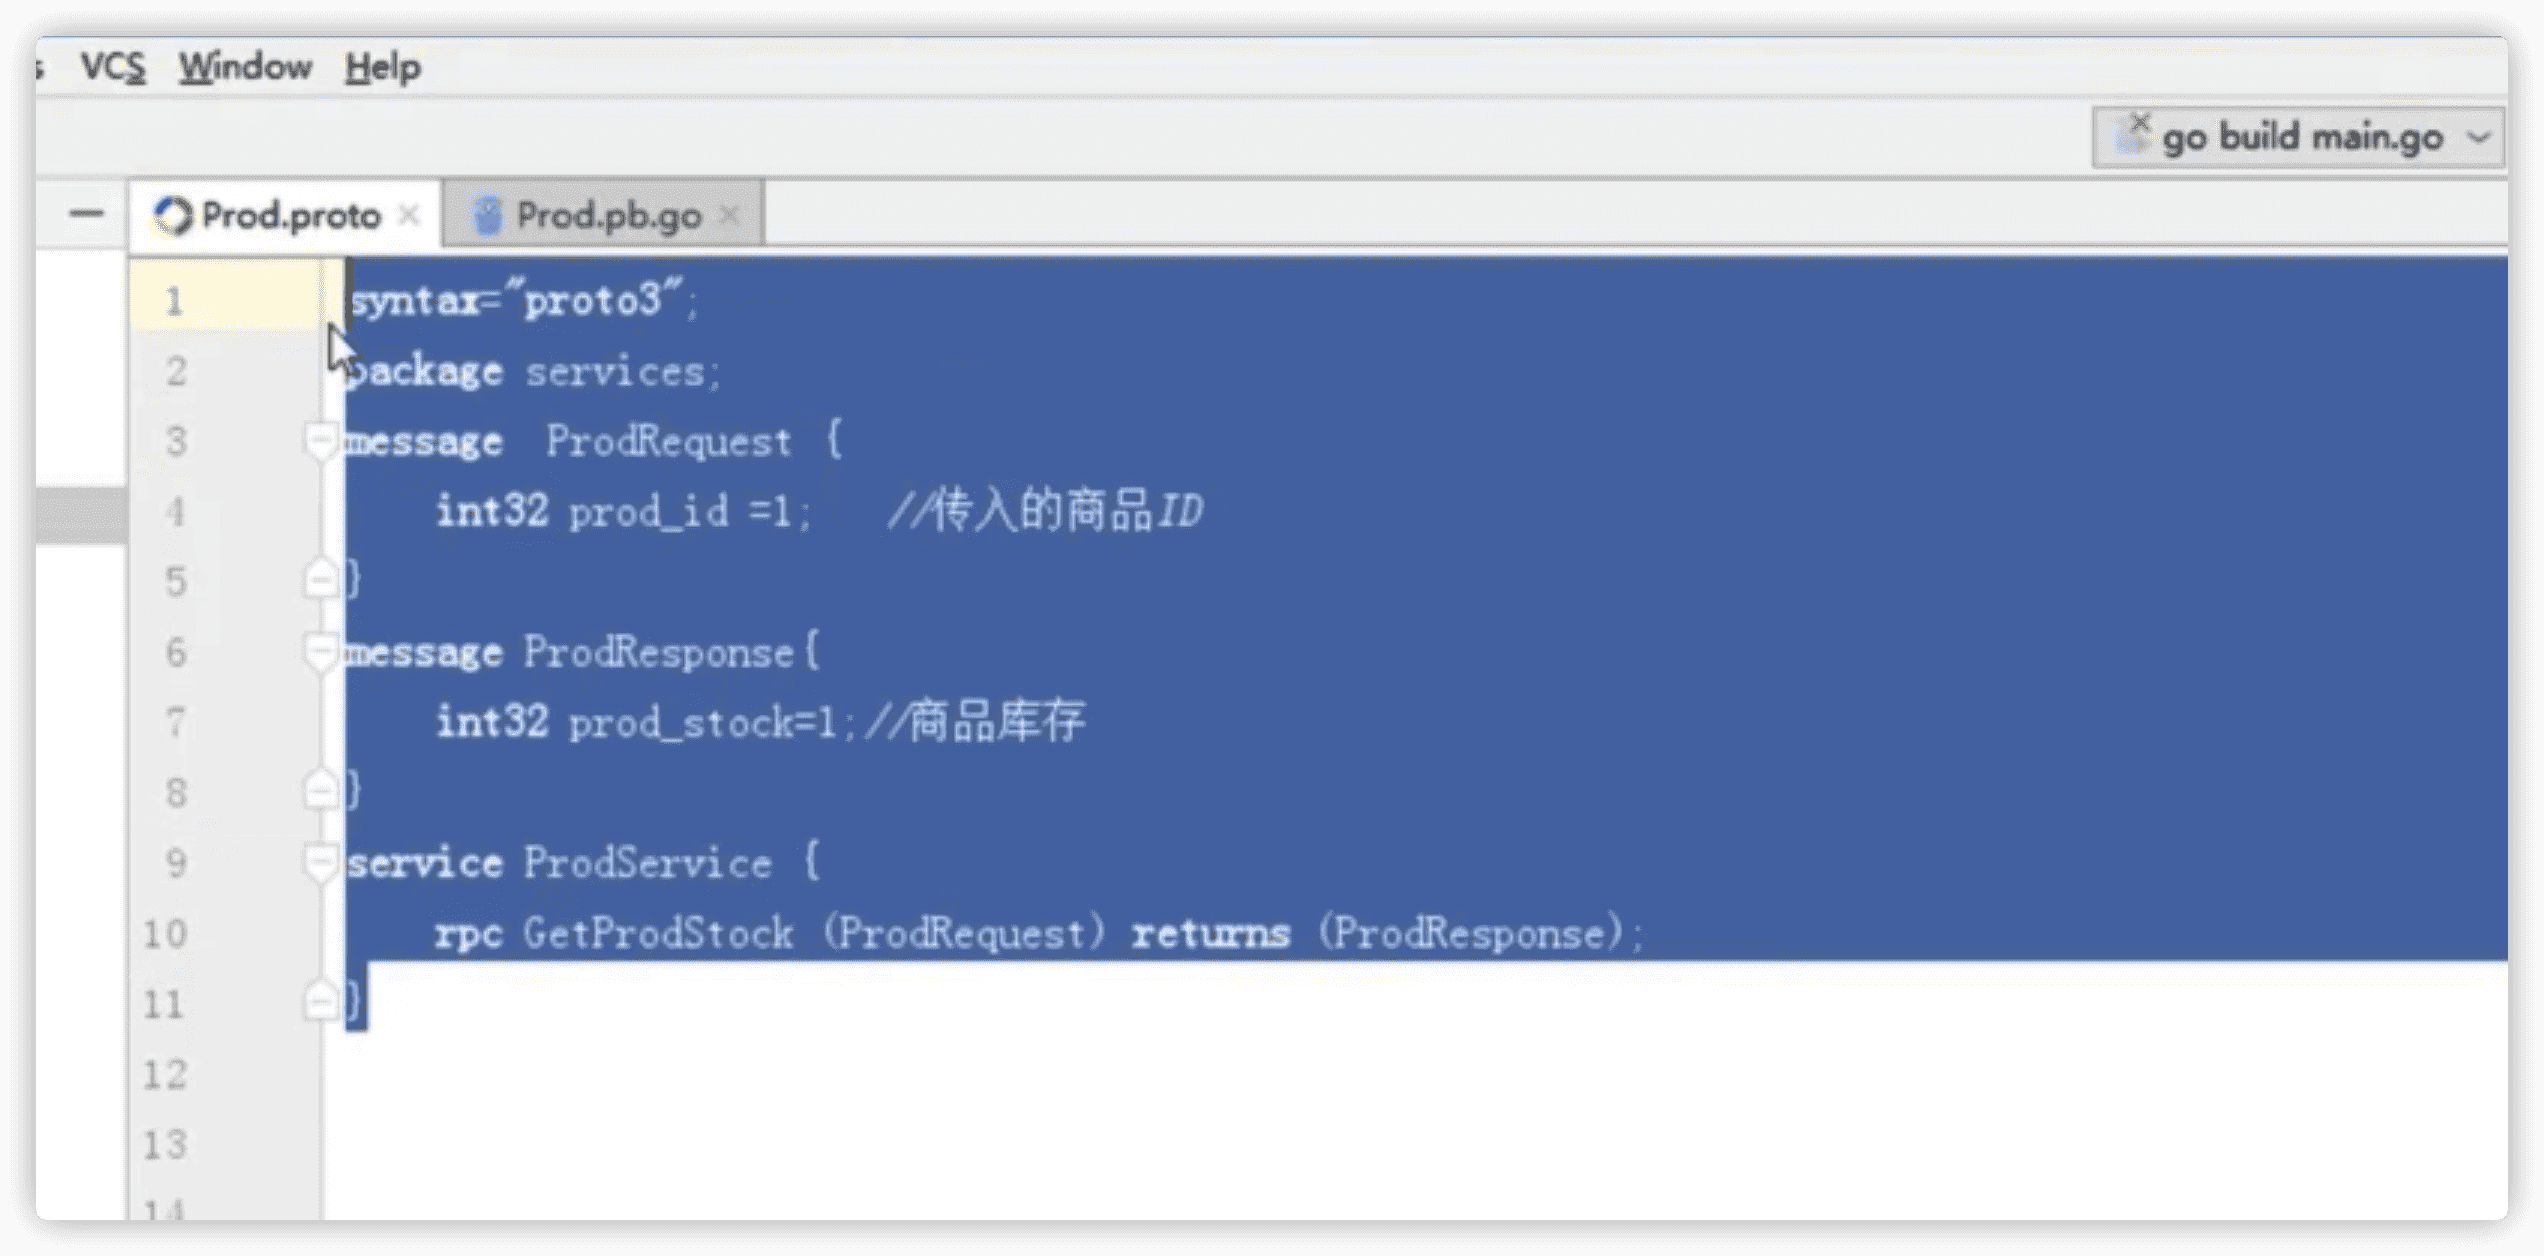 VCS Window Help
go build main.go
Prod.proto Prod.pb.go
1 syntax="proto3";
2 package services;
3 message  ProdRequest {
4     int32 prod_id =1;   //传入的商品ID
5 }
6 message ProdResponse{
7     int32 prod_stock=1;//商品库存
8 }
9 service ProdService {
10     rpc GetProdStock (ProdRequest) returns (ProdResponse);
11 }
12
13
14